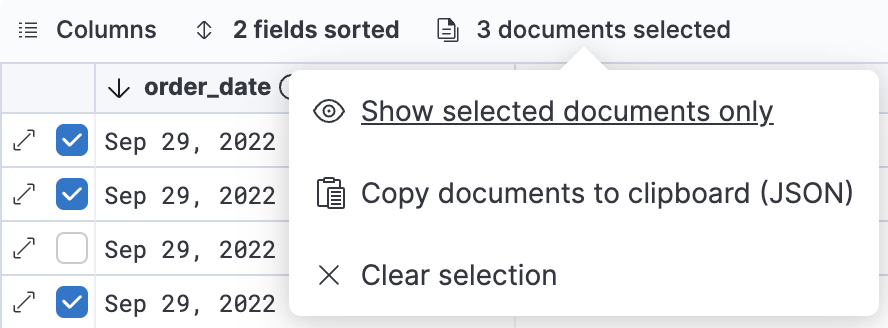 Columns 2 fields sorted 3 documents selected
order_date
Show selected documents only
Sep 29, 2022
Sep 29, 2022
Copy documents to clipboard (JSON)
Sep 29, 2022
Clear selection
Sep 29, 2022